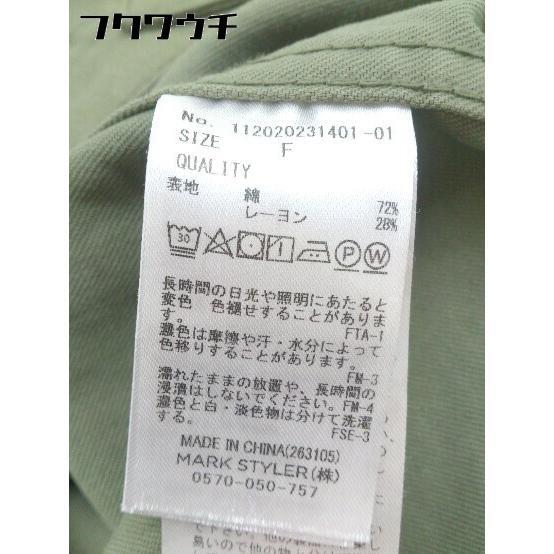 フクワウチ
No. 112020231401-01
SIZE F
QUALITY
表地 綿 72%
レーヨン 28%
30 P W
長時間の日光や照明にあたると
変色 色褪せすることがありま
す。 FTA-1
濃色は摩擦や汗・水分によって
色移りすることがあります。
FM-3
濡れたままの放置や、長時間の
浸漬はしないでください。FM-4
濃色と白・淡色物は分けて洗濯
する。 FSE-3
MADE IN CHINA(263105)
MARK STYLER(株)
0570-050-757